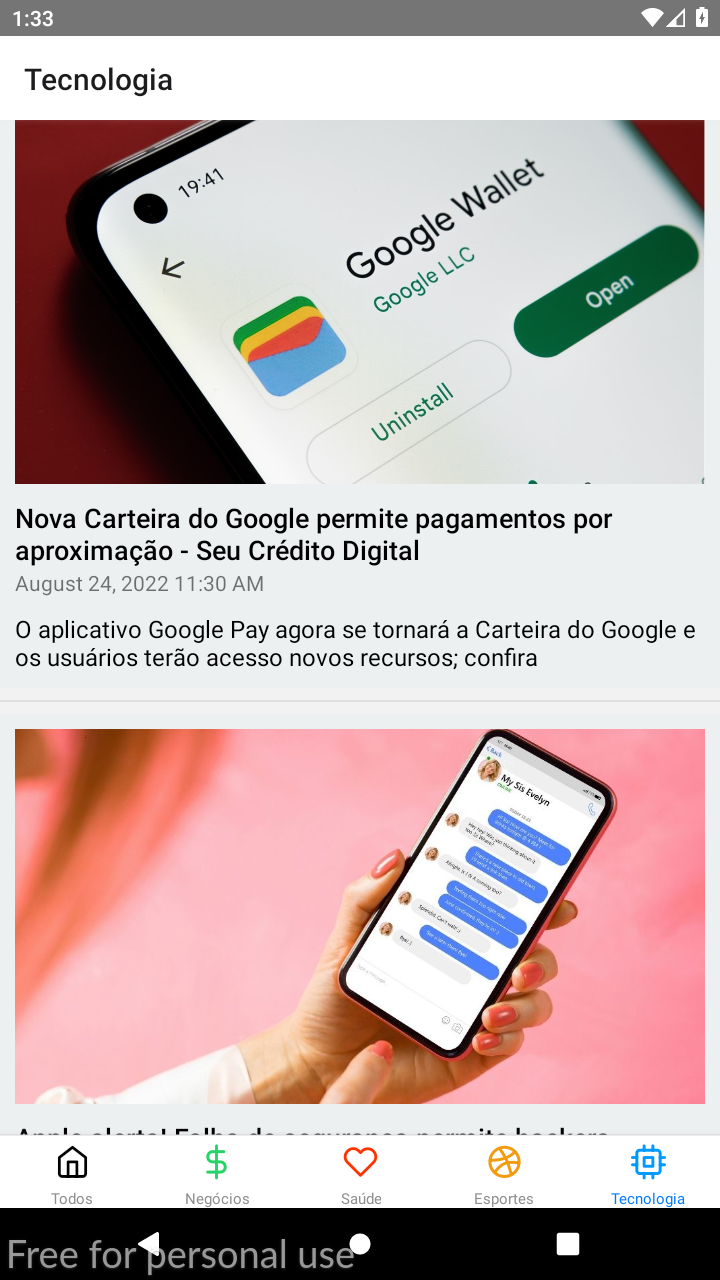 1:33
Tecnologia
19:41
Google Wallet
Google LLC
Open
Uninstall
Nova Carteira do Google permite pagamentos por
aproximação - Seu Crédito Digital
August 24, 2022 11:30 AM
O aplicativo Google Pay agora se tornará a Carteira do Google e
os usuários terão acesso novos recursos; confira
Back
My Sis Evelyn
Todos
Negócios
Saúde
Esportes
Tecnologia
Free for personal use